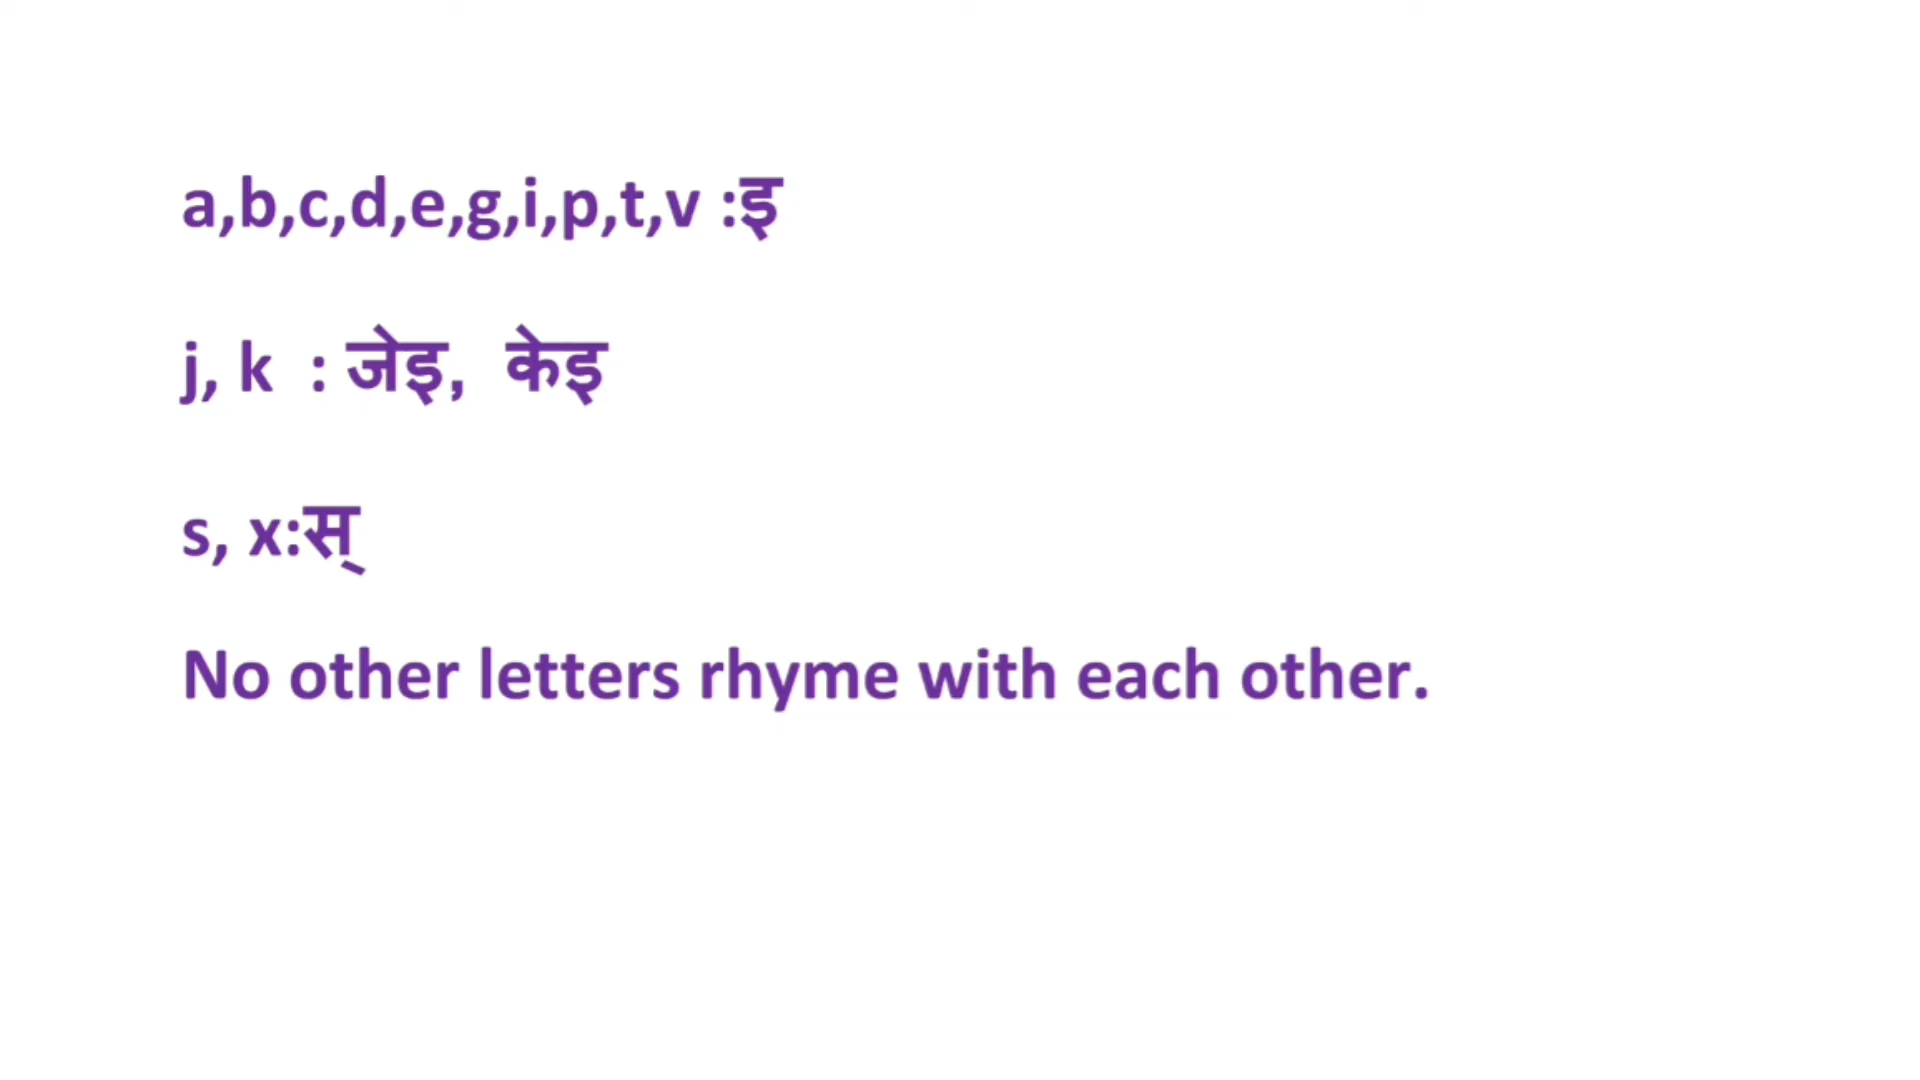 a,b,c,d,e,g,i,p,t,v :इ
j, k : जेइ, केइ
s, x:स्
No other letters rhyme with each other.